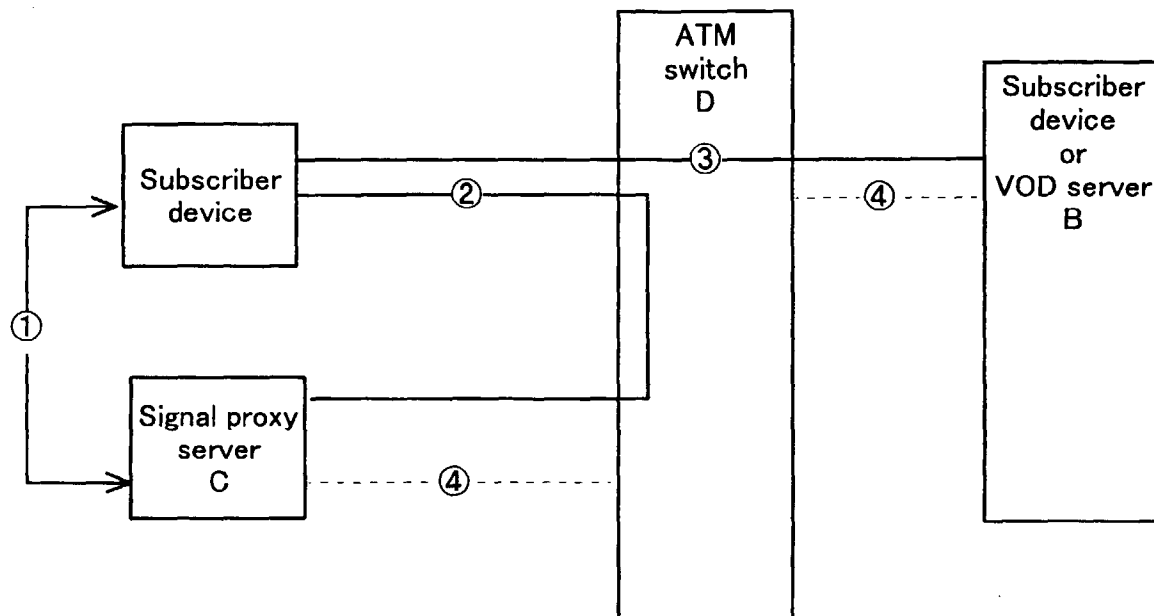 ATM
switch
D
Subscriber
device
or
VOD server
B
Subscriber
device
③
②
④
①
Signal proxy
server
C
④